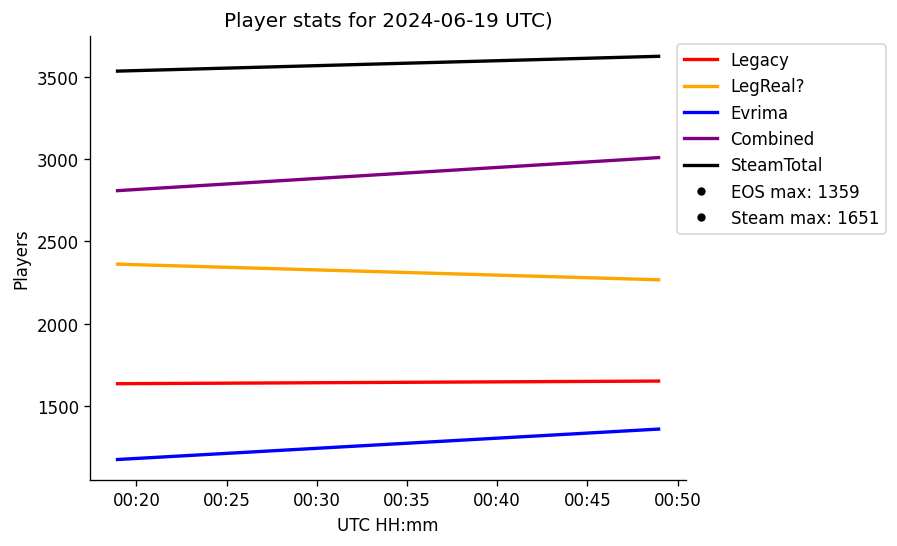 Player stats for 2024-06-19 UTC)
Players
3500
3000
2500
2000
1500
00:20 00:25 00:30 00:35 00:40 00:45 00:50
UTC HH:mm
Legacy
LegReal?
Evrima
Combined
SteamTotal
EOS max: 1359
Steam max: 1651